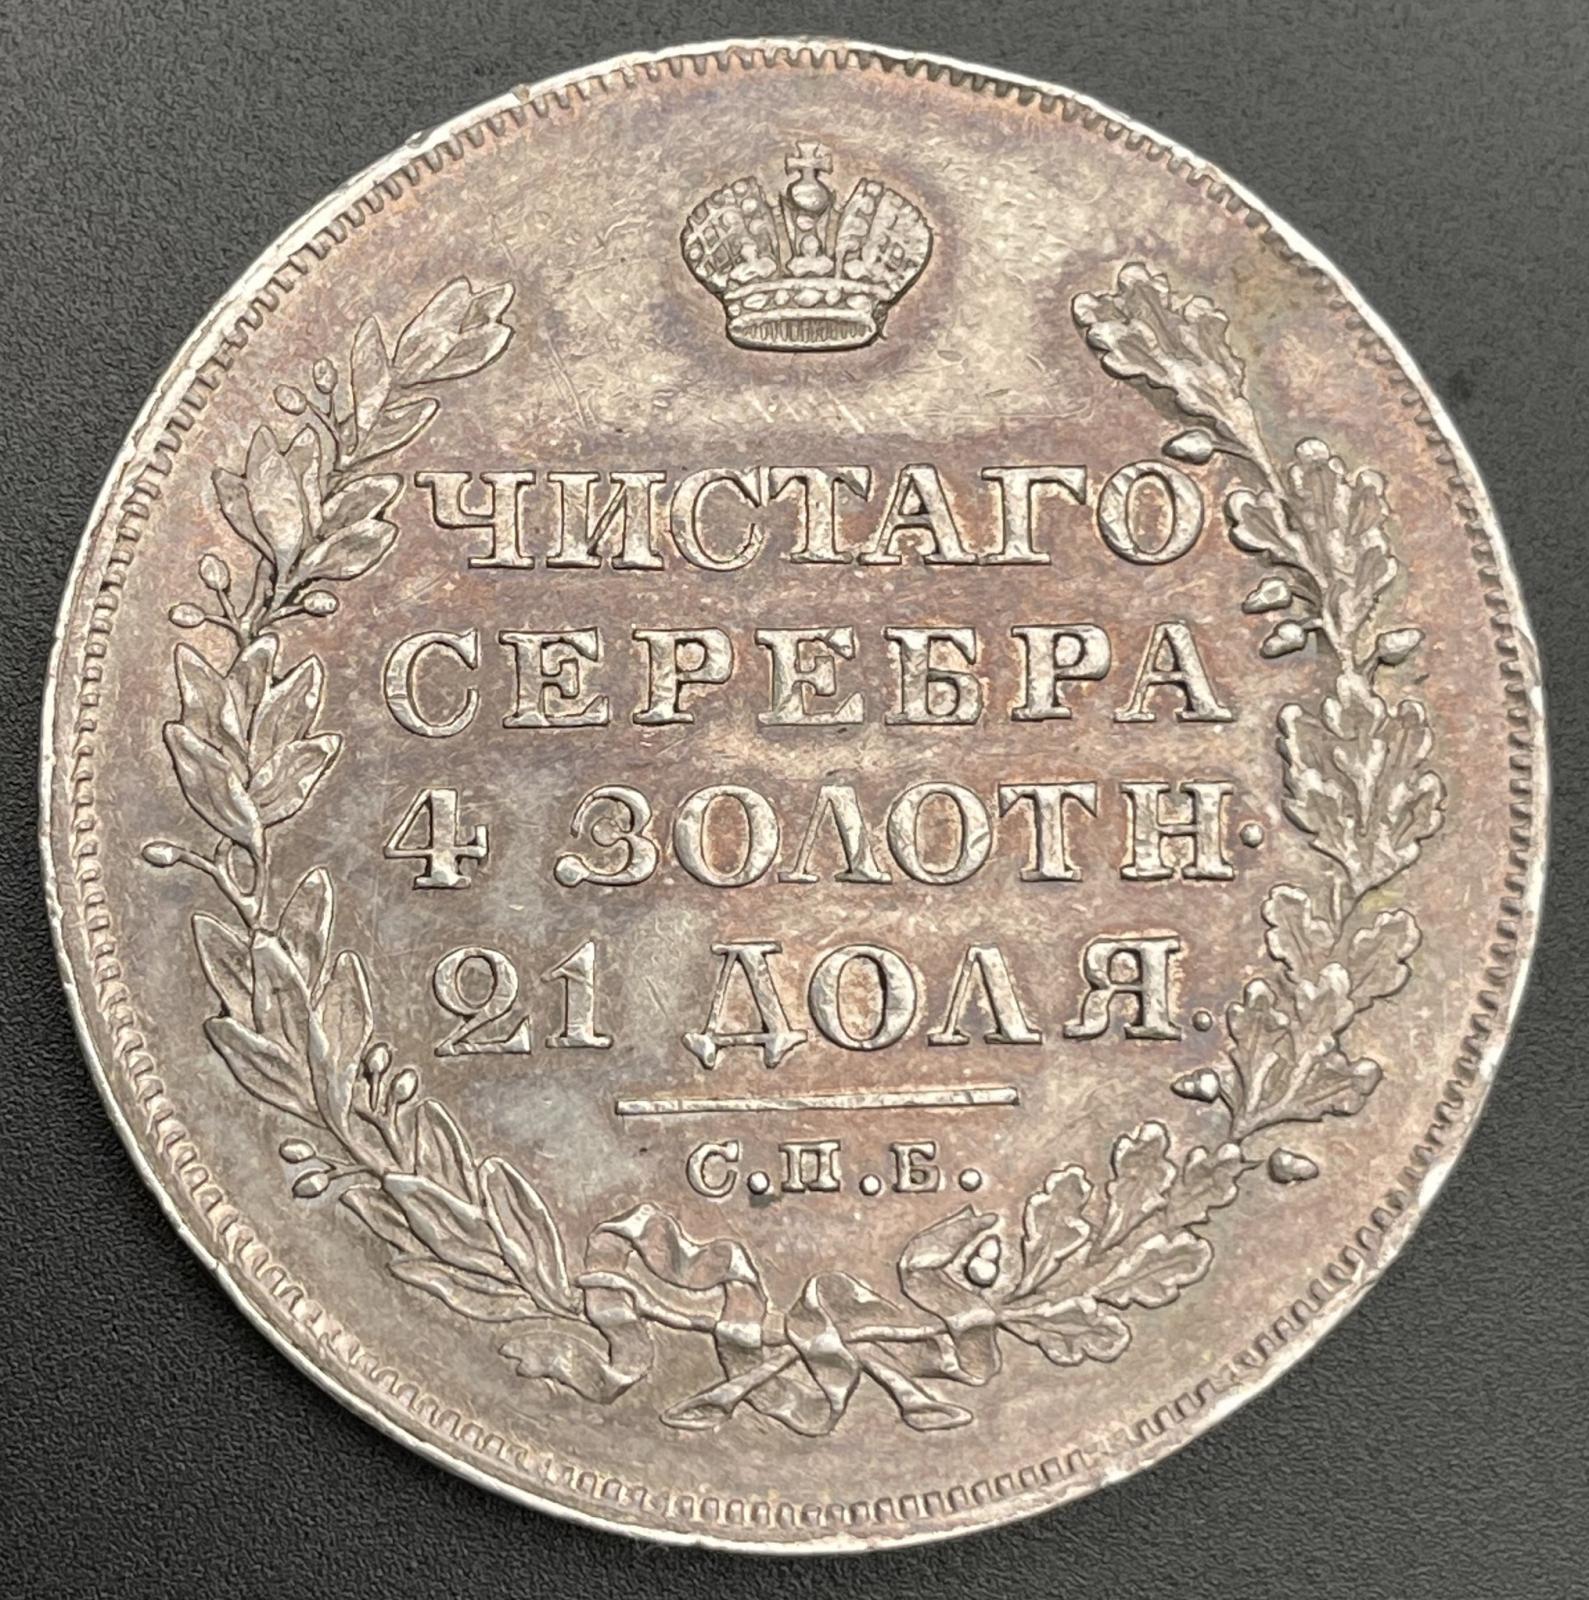 ЧИСТАГО
СЕРЕБРА
4 ЗОЛОТН.
21 ДОЛЯ.
С.П.Б.